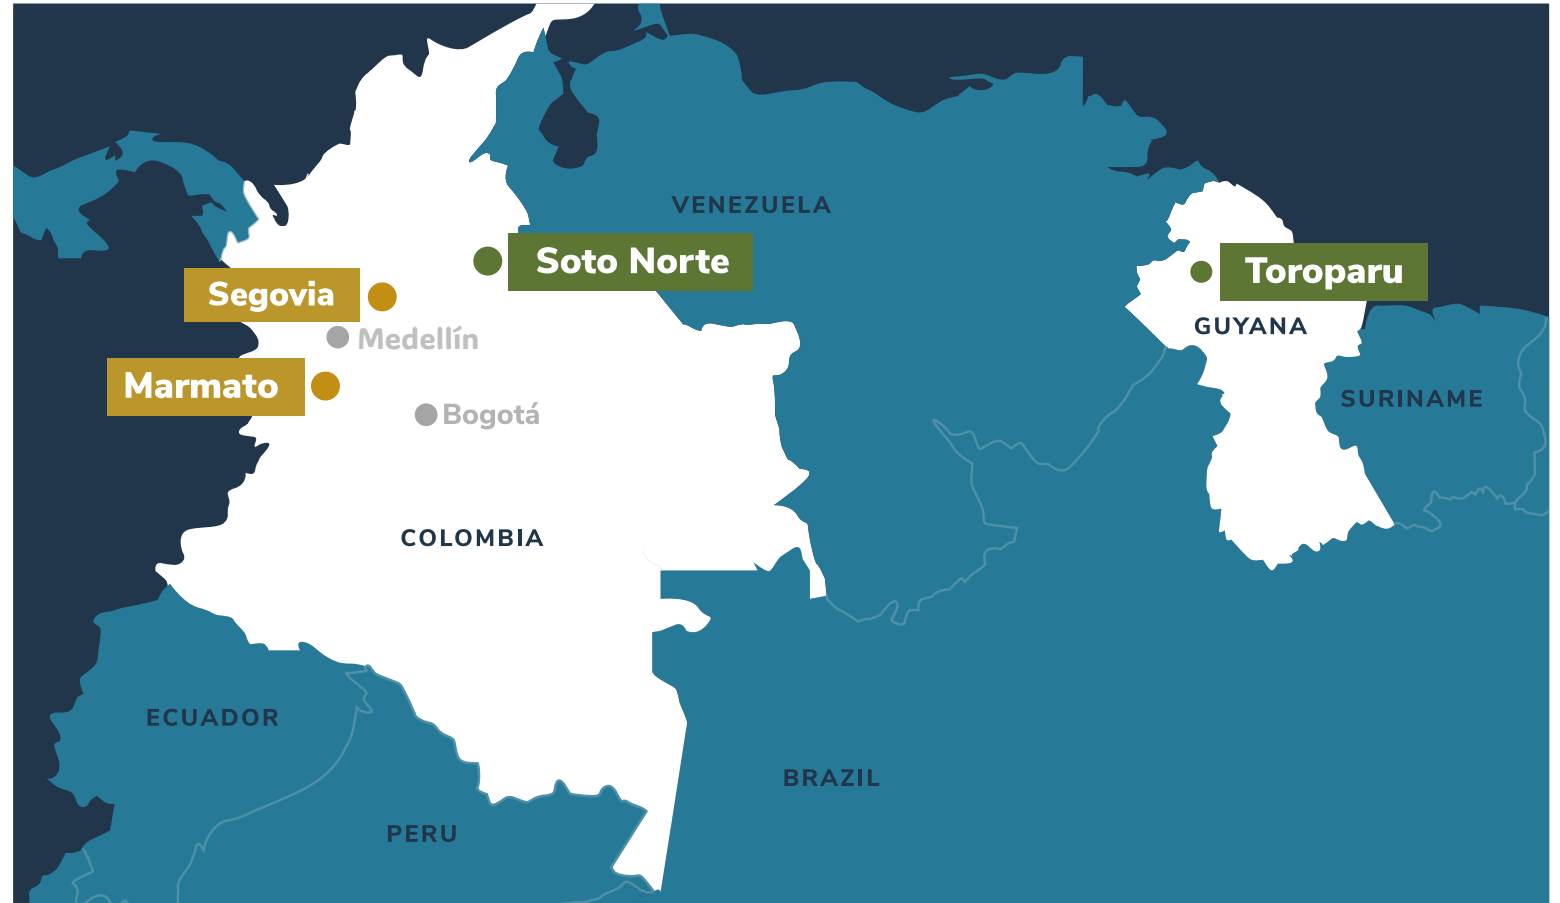 VENEZUELA
Soto Norte
Toroparu
Segovia
GUYANA
Medellín
Marmato
SURINAME
Bogotá
COLOMBIA
ECUADOR
BRAZIL
PERU